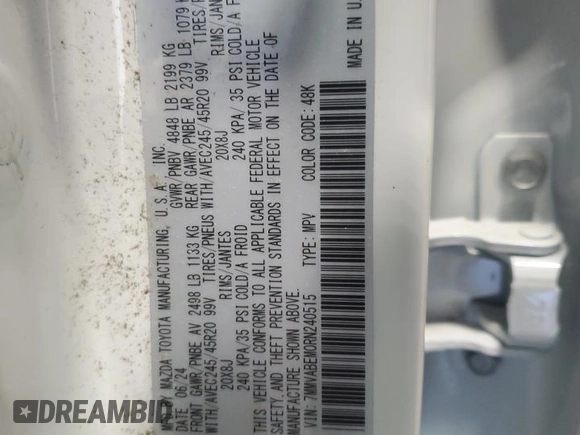 MFD BY MAZDA TOYOTA MANUFACTURING, U.S.A. INC.
DATE 06/24 GVWR/PNBV 4848 LB 2199 KG
FRONT GAWR/PNBE AV 2498 LB 1133 KG REAR GAWR/PNBE AR 2379 LB 1079
WITH/AVEC245/45R20 99V TIRES/PNEUS WITH/AVEC245/45R20 99V
20X8J RIMS/JANTES 20X8J
240 KPA/35 PSI COLD/A FROID 240 KPA/35 PSI COLD/A
THIS VEHICLE CONFORMS TO ALL APPLICABLE FEDERAL MOTOR VEHICLE
SAFETY, AND THEFT PREVENTION STANDARDS IN EFFECT ON THE DATE OF
MANUFACTURE SHOWN ABOVE.
VIN: 7MMVABEM0RN240515 TYPE: MPV COLOR CODE: 48K
MADE IN U.
DREAMBID
CAR AUCTION DATABASE